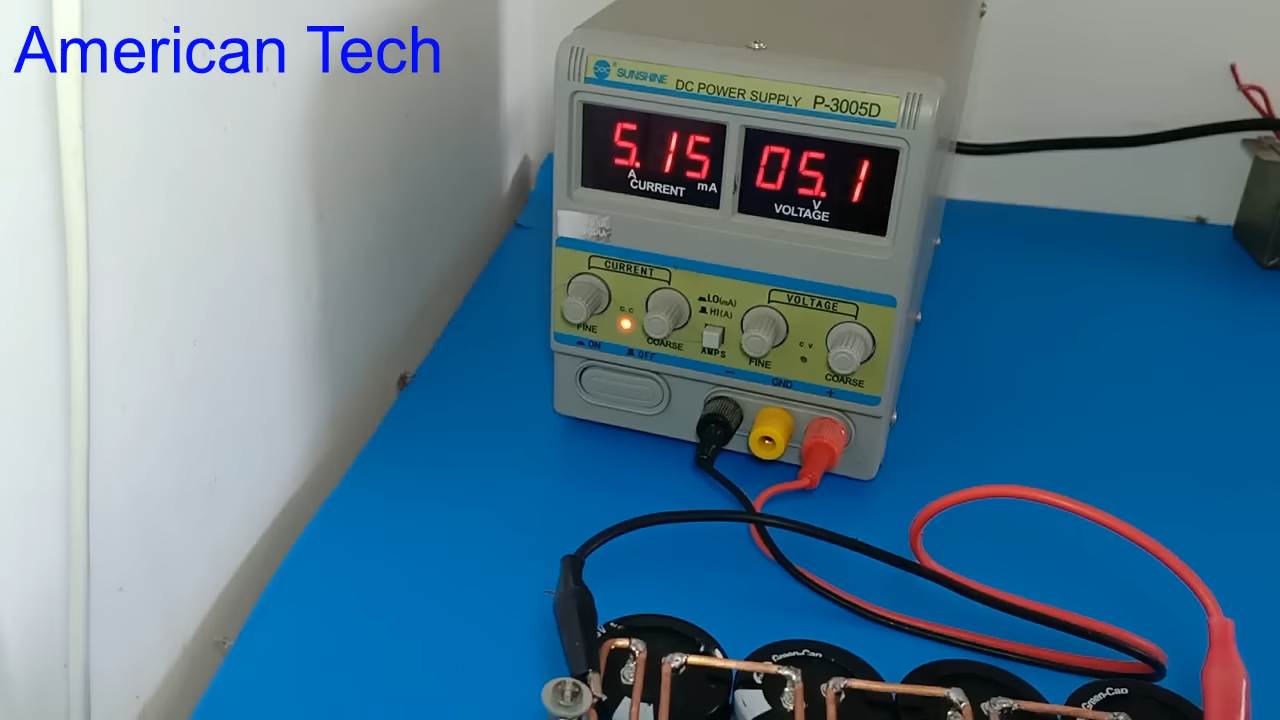 American Tech
SUNSHINE DC POWER SUPPLY P-3005D
5.15 05.1
A mA V
CURRENT VOLTAGE
CURRENT VOLTAGE
LO(mA)
HI(A)
C.C C.V
FINE COARSE AMPS FINE COARSE
ON OFF
- GND +
Green-Cap
Green-Cap